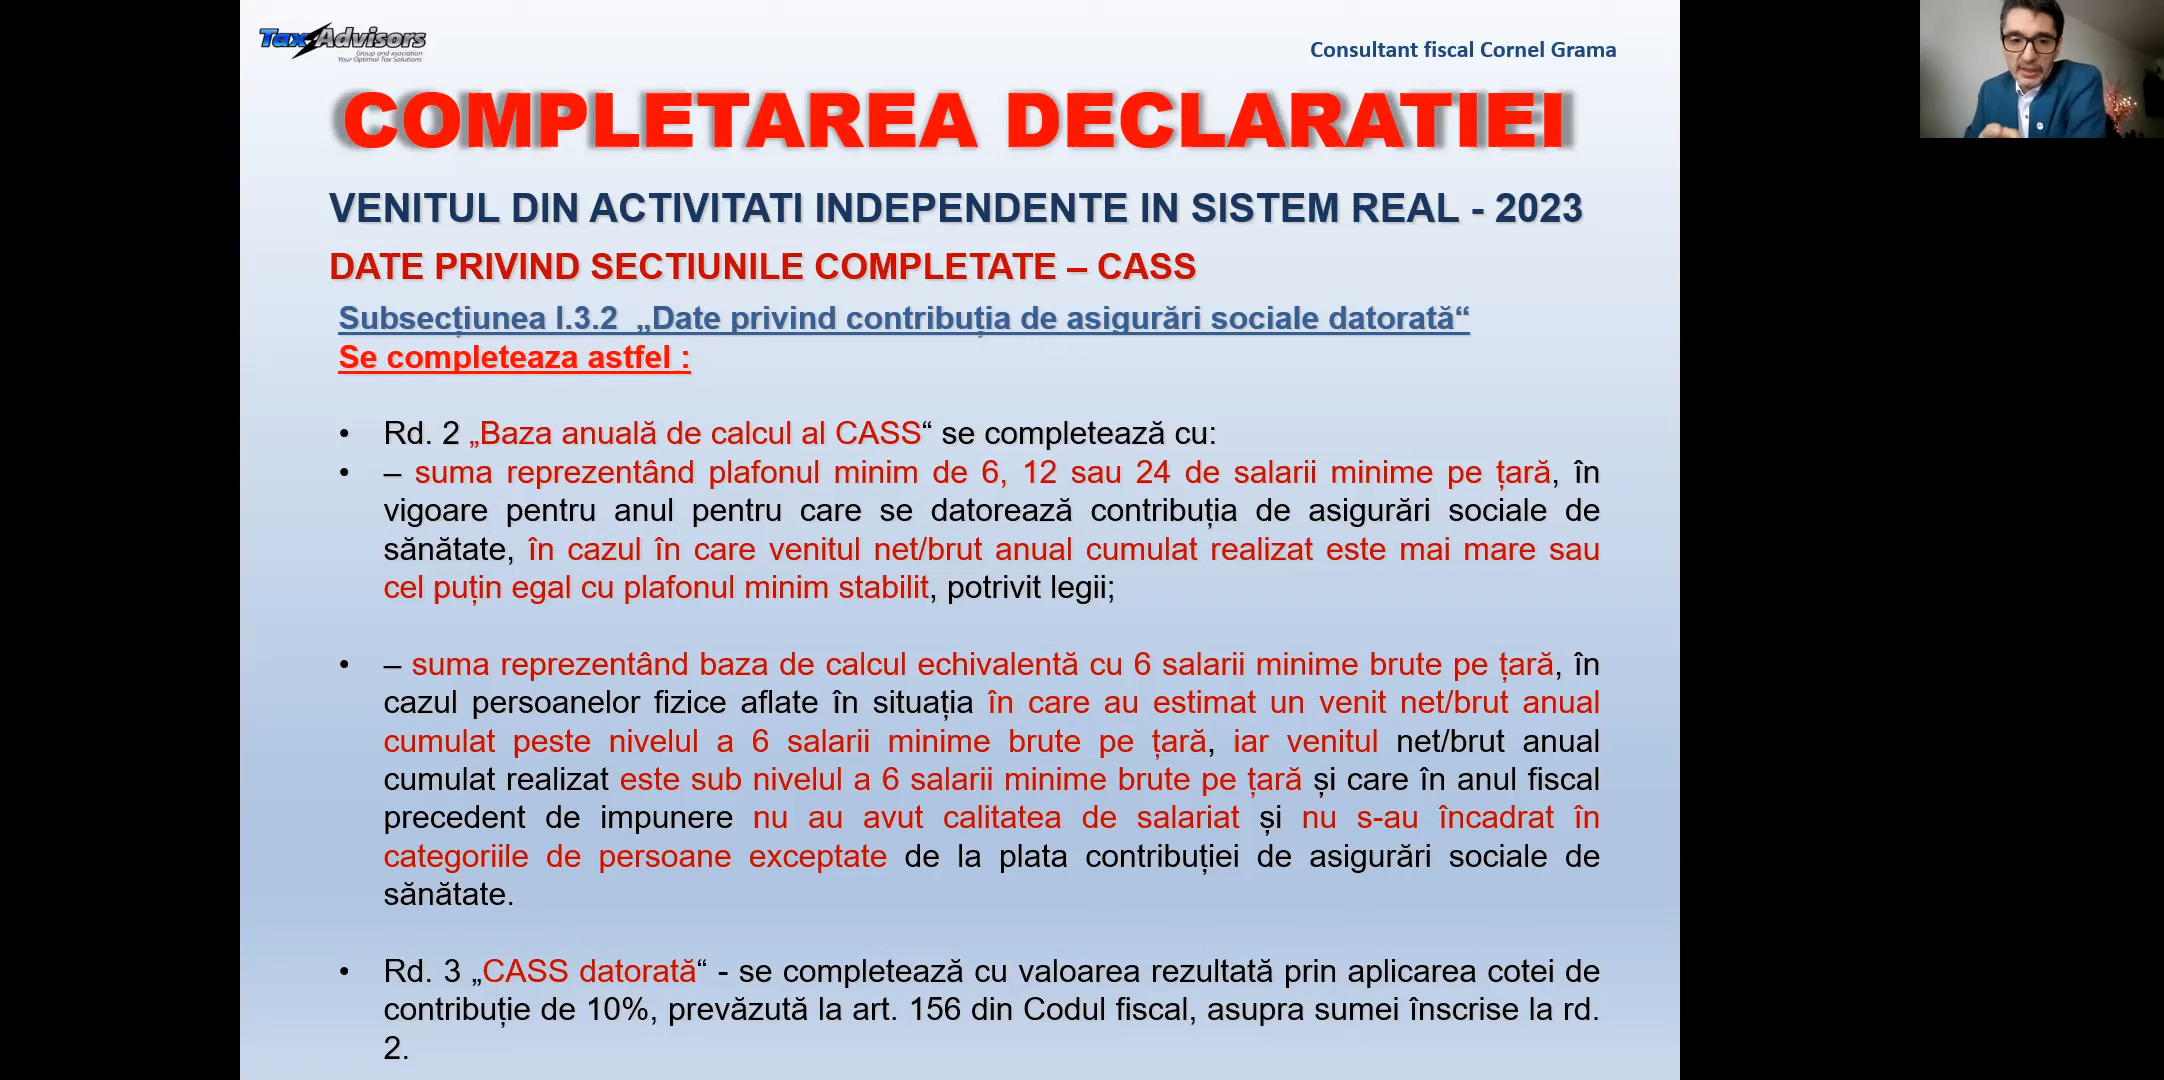 Tax Advisors
Group and asociation
Your Optimal Tax Solutions
Consultant fiscal Cornel Grama
COMPLETAREA DECLARATIEI
VENITUL DIN ACTIVITATI INDEPENDENTE IN SISTEM REAL - 2023
DATE PRIVIND SECTIUNILE COMPLETATE – CASS
Subsecțiunea I.3.2 „Date privind contribuția de asigurări sociale datorată“
Se completeaza astfel :
• Rd. 2 „Baza anuală de calcul al CASS“ se completează cu:
• – suma reprezentând plafonul minim de 6, 12 sau 24 de salarii minime pe țară, în
vigoare pentru anul pentru care se datorează contribuția de asigurări sociale de
sănătate, în cazul în care venitul net/brut anual cumulat realizat este mai mare sau
cel puțin egal cu plafonul minim stabilit, potrivit legii;
• – suma reprezentând baza de calcul echivalentă cu 6 salarii minime brute pe țară, în
cazul persoanelor fizice aflate în situația în care au estimat un venit net/brut anual
cumulat peste nivelul a 6 salarii minime brute pe țară, iar venitul net/brut anual
cumulat realizat este sub nivelul a 6 salarii minime brute pe țară și care în anul fiscal
precedent de impunere nu au avut calitatea de salariat și nu s-au încadrat în
categoriile de persoane exceptate de la plata contribuției de asigurări sociale de
sănătate.
• Rd. 3 „CASS datorată“ - se completează cu valoarea rezultată prin aplicarea cotei de
contribuție de 10%, prevăzută la art. 156 din Codul fiscal, asupra sumei înscrise la rd.
2.